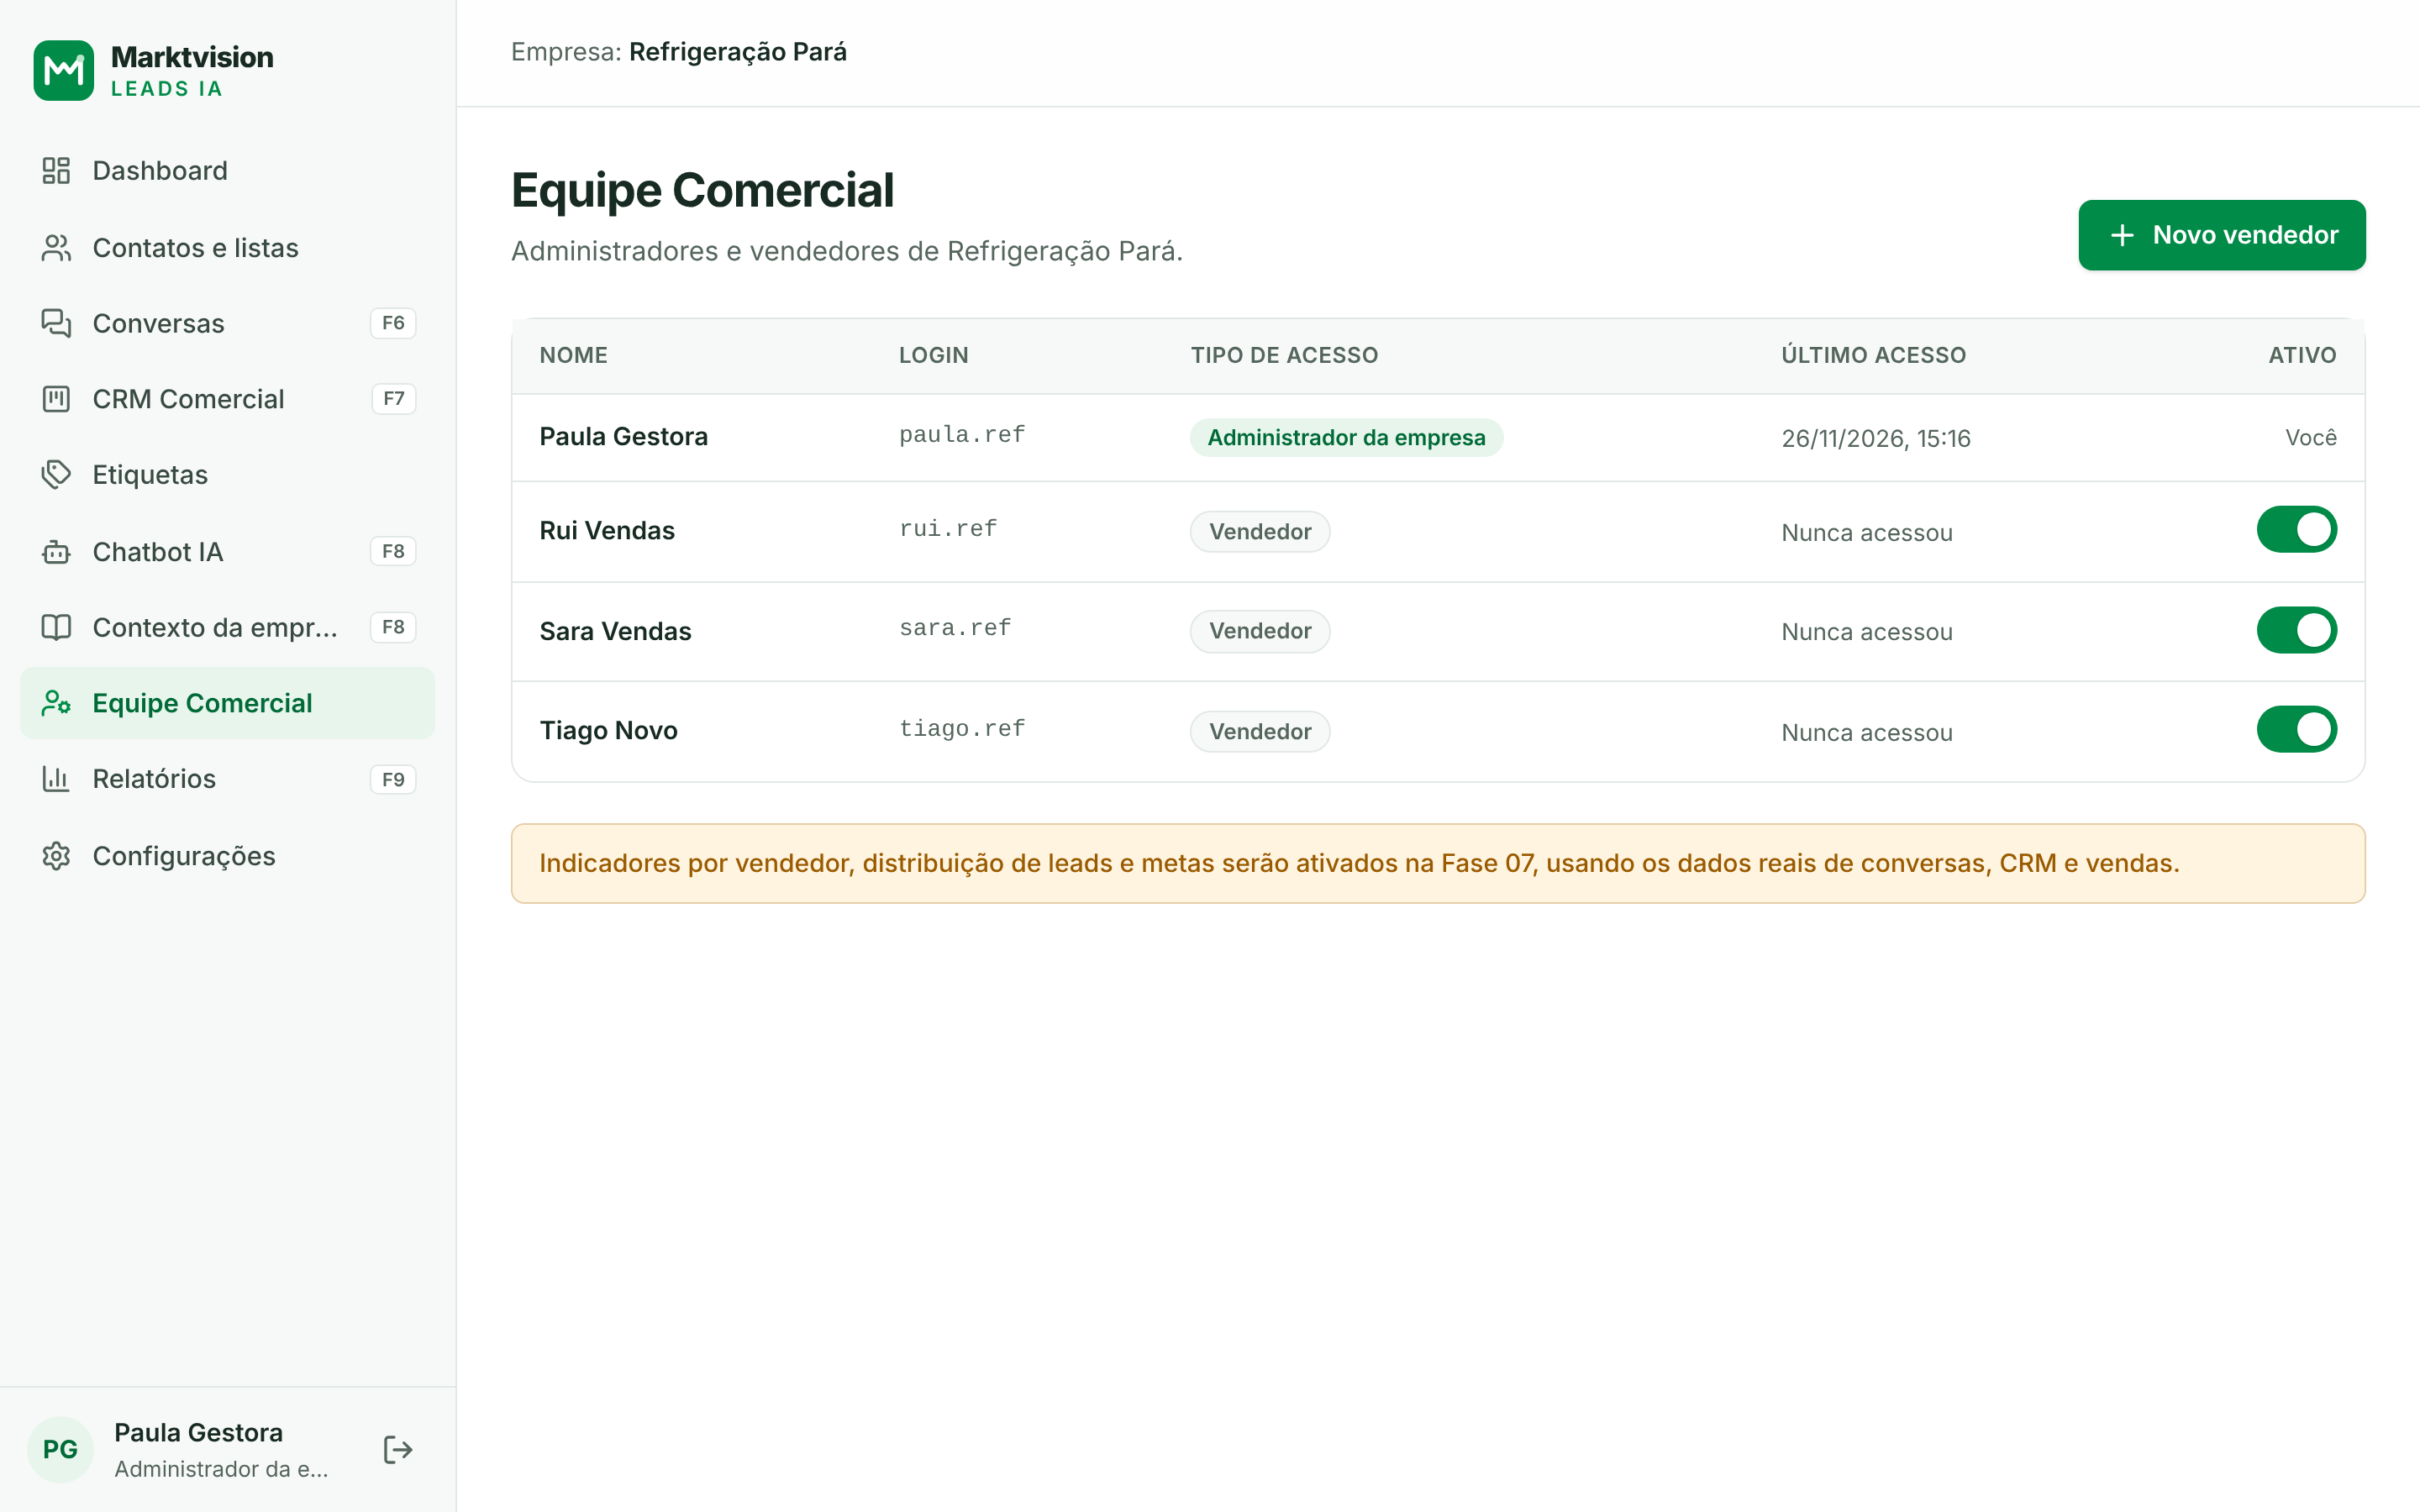 Marktvision
LEADS IA
Dashboard
Contatos e listas
Conversas F6
CRM Comercial F7
Etiquetas
Chatbot IA F8
Contexto da empr... F8
Equipe Comercial
Relatórios F9
Configurações
PG
Paula Gestora
Administrador da e...
Empresa: Refrigeração Pará
Equipe Comercial
Administradores e vendedores de Refrigeração Pará.
+ Novo vendedor
NOME LOGIN TIPO DE ACESSO ÚLTIMO ACESSO ATIVO
Paula Gestora paula.ref Administrador da empresa 26/11/2026, 15:16 Você
Rui Vendas rui.ref Vendedor Nunca acessou
Sara Vendas sara.ref Vendedor Nunca acessou
Tiago Novo tiago.ref Vendedor Nunca acessou
Indicadores por vendedor, distribuição de leads e metas serão ativados na Fase 07, usando os dados reais de conversas, CRM e vendas.